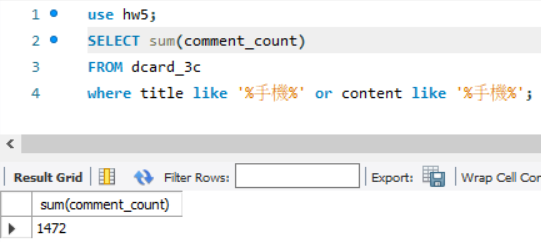 1 use hw5;
2 SELECT sum(comment_count)
3 FROM dcard_3c
4 where title like '%手機%' or content like '%手機%';
Result Grid Filter Rows: Export: Wrap Cell Con
sum(comment_count)
1472